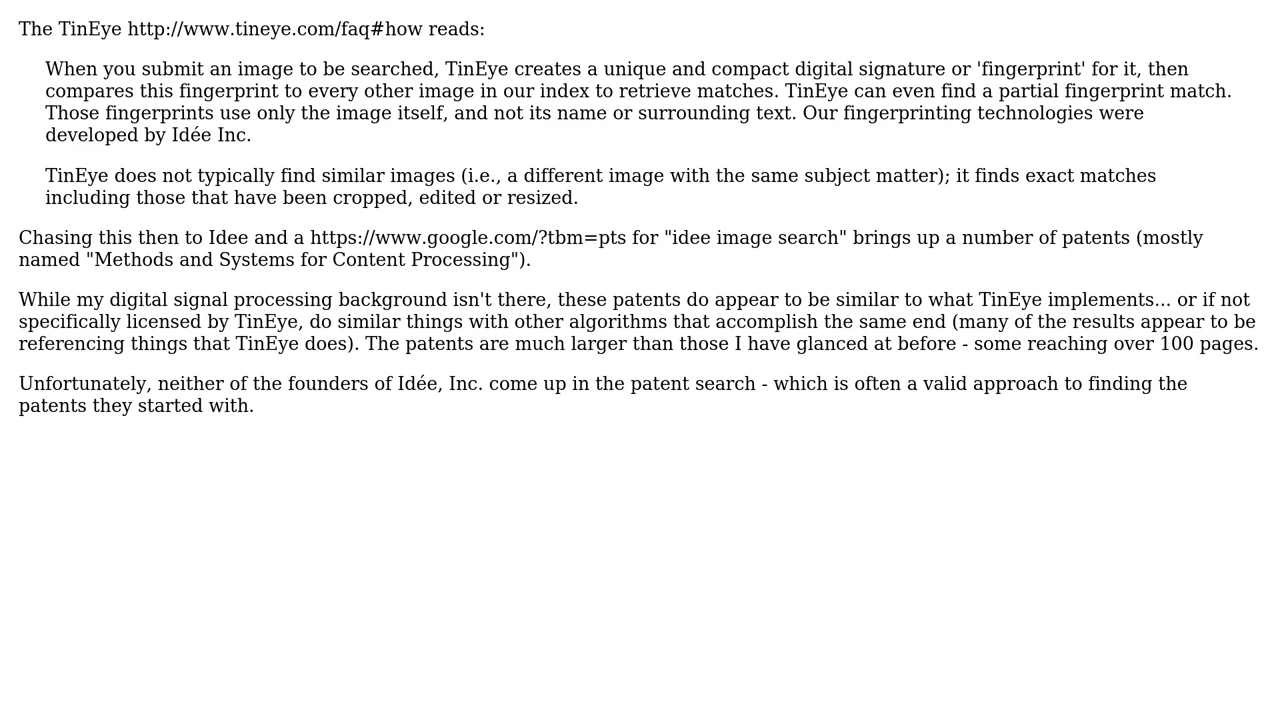 The TinEye http://www.tineye.com/faq#how reads:
When you submit an image to be searched, TinEye creates a unique and compact digital signature or 'fingerprint' for it, then
compares this fingerprint to every other image in our index to retrieve matches. TinEye can even find a partial fingerprint match.
Those fingerprints use only the image itself, and not its name or surrounding text. Our fingerprinting technologies were
developed by Idée Inc.
TinEye does not typically find similar images (i.e., a different image with the same subject matter); it finds exact matches
including those that have been cropped, edited or resized.
Chasing this then to Idee and a https://www.google.com/?tbm=pts for "idee image search" brings up a number of patents (mostly
named "Methods and Systems for Content Processing").
While my digital signal processing background isn't there, these patents do appear to be similar to what TinEye implements... or if not
specifically licensed by TinEye, do similar things with other algorithms that accomplish the same end (many of the results appear to be
referencing things that TinEye does). The patents are much larger than those I have glanced at before - some reaching over 100 pages.
Unfortunately, neither of the founders of Idée, Inc. come up in the patent search - which is often a valid approach to finding the
patents they started with.